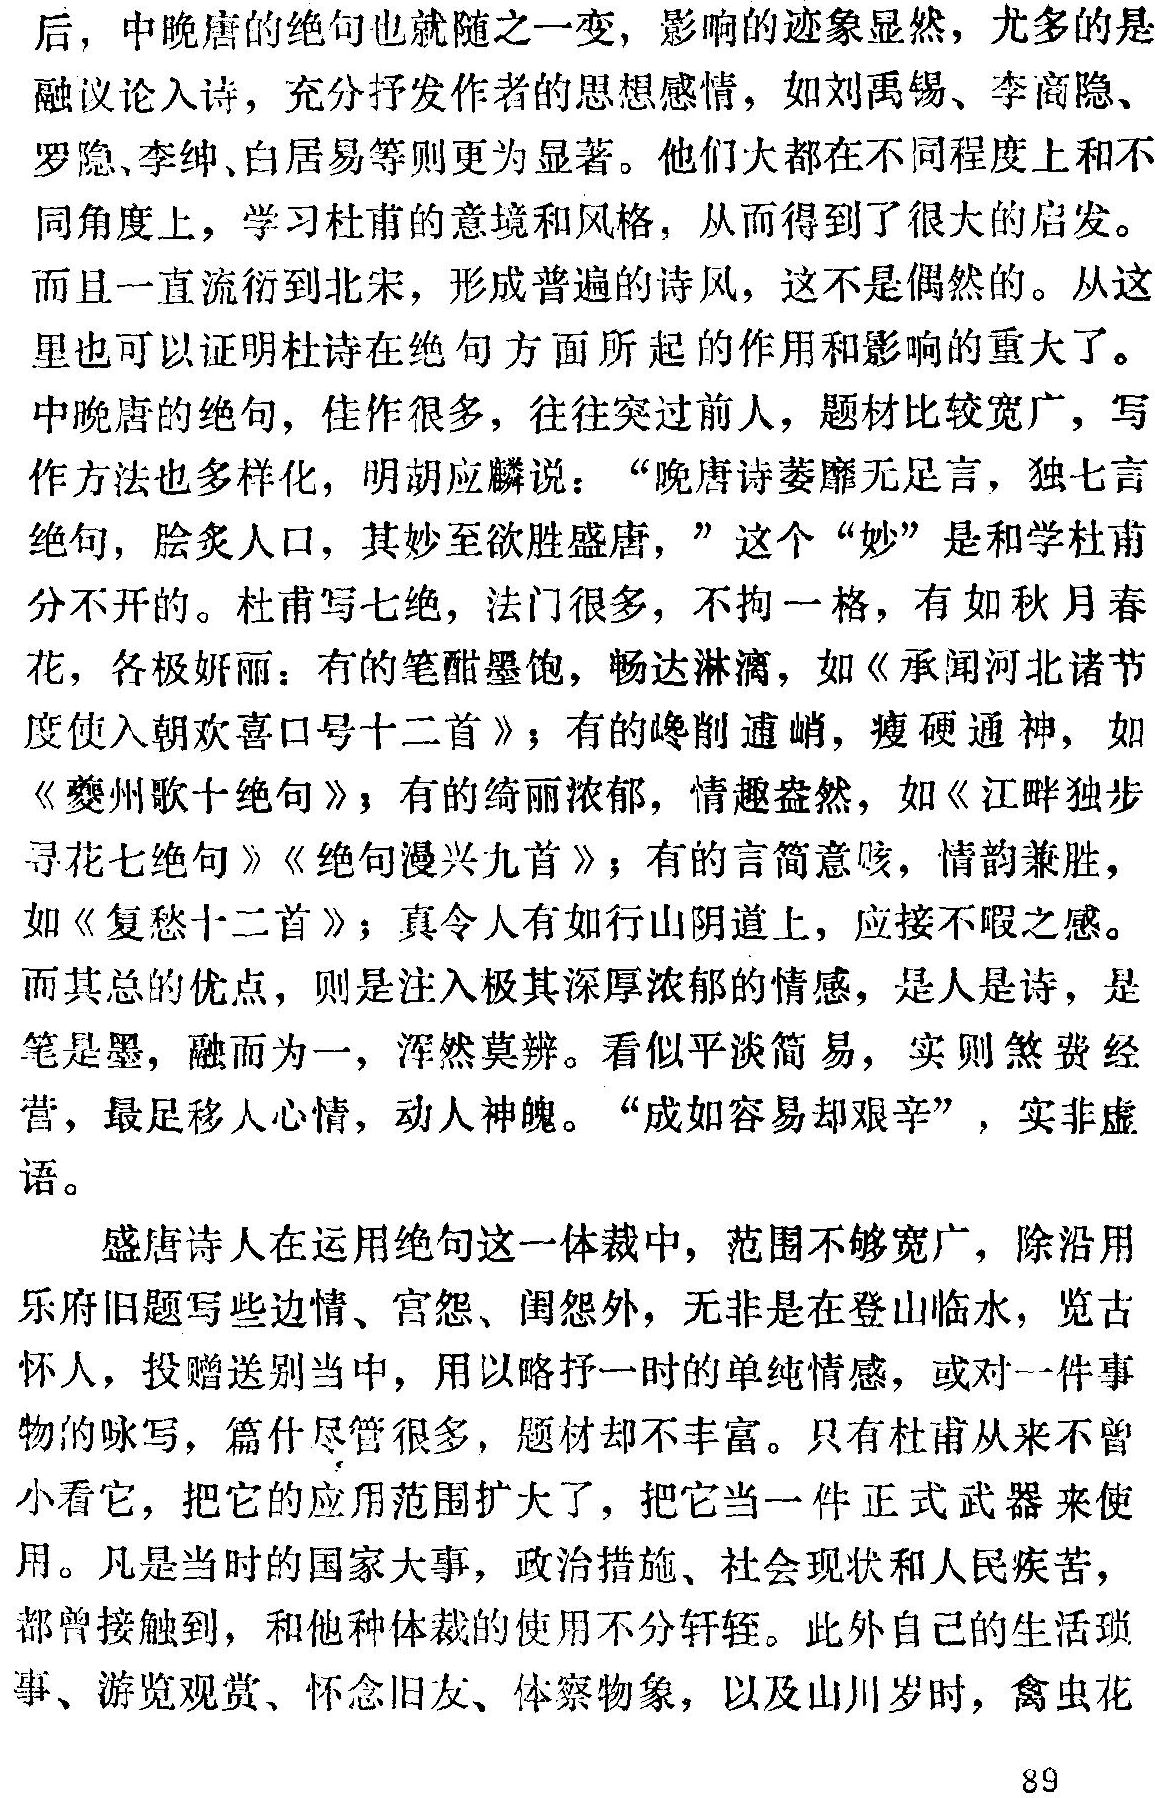 后，中晚唐的绝句也就随之一变，影响的迹象显然，尤多的是
融议论入诗，充分抒发作者的思想感情，如刘禹锡、李商隐、
罗隐、李绅、白居易等则更为显著。他们大都在不同程度上和不
同角度上，学习杜甫的意境和风格，从而得到了很大的启发。
而且一直流衍到北宋，形成普遍的诗风，这不是偶然的。从这
里也可以证明杜诗在绝句方面所起的作用和影响的重大了。
中晚唐的绝句，佳作很多，往往突过前人，题材比较宽广，写
作方法也多样化，明胡应麟说：“晚唐诗萎靡无足言，独七言
绝句，脍炙人口，其妙至欲胜盛唐，”这个“妙”是和学杜甫
分不开的。杜甫写七绝，法门很多，不拘一格，有如秋月春
花，各极妍丽：有的笔酣墨饱，畅达淋漓，如《承闻河北诸节
度使入朝欢喜口号十二首》；有的巉削逋峭，瘦硬通神，如
《夔州歌十绝句》；有的绮丽浓郁，情趣盎然，如《江畔独步
寻花七绝句》《绝句漫兴九首》；有的言简意赅，情韵兼胜，
如《复愁十二首》；真令人有如行山阴道上，应接不暇之感。
而其总的优点，则是注入极其深厚浓郁的情感，是人是诗，是
笔是墨，融而为一，浑然莫辨。看似平淡简易，实则煞费经
营，最足移人心情，动人神魄。“成如容易却艰辛”，实非虚
语。
盛唐诗人在运用绝句这一体裁中，范围不够宽广，除沿用
乐府旧题写些边情、宫怨、闺怨外，无非是在登山临水，览古
怀人，投赠送别当中，用以略抒一时的单纯情感，或对一件事
物的咏写，篇什尽管很多，题材却不丰富。只有杜甫从来不曾
小看它，把它的应用范围扩大了，把它当一件正式武器来使
用。凡是当时的国家大事，政治措施、社会现状和人民疾苦，
都曾接触到，和他种体裁的使用不分轩轾。此外自己的生活琐
事、游览观赏、怀念旧友、体察物象，以及山川岁时，禽虫花
89